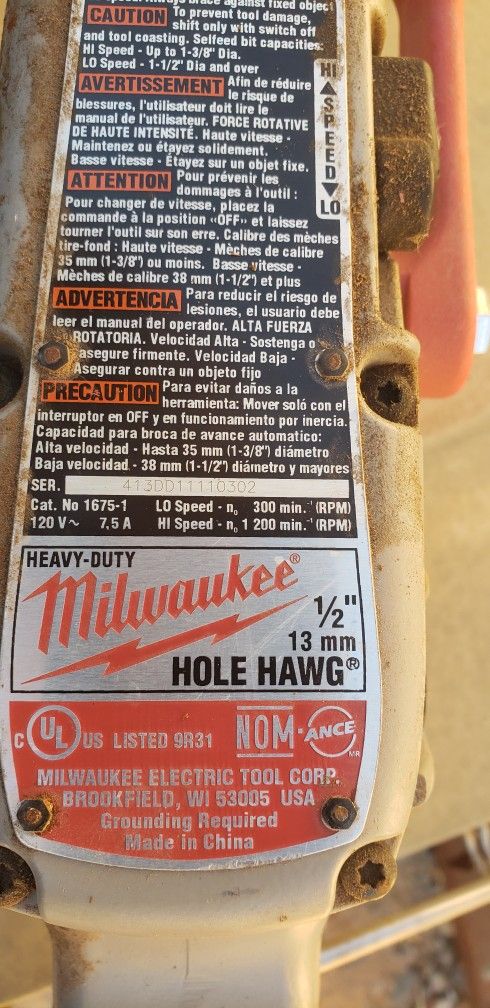 always brace against fixed object
CAUTION To prevent tool damage,
shift only with switch off
and tool coasting. Selfeed bit capacities:
HI Speed - Up to 1-3/8" Dia.
LO Speed - 1-1/2" Dia and over
AVERTISSEMENT Afin de réduire
le risque de
blessures, l'utilisateur doit lire le
manual de l'utilisateur. FORCE ROTATIVE
DE HAUTE INTENSITÉ. Haute vitesse -
Maintenez ou étayez solidement.
Basse vitesse - Étayez sur un objet fixe.
HI
SPEED
LO
ATTENTION Pour prévenir les
dommages à l'outil :
Pour changer de vitesse, placez la
commande à la position «OFF» et laissez
tourner l'outil sur son erre. Calibre des mèches
tire-fond : Haute vitesse - Mèches de calibre
35 mm (1-3/8") ou moins. Basse vitesse -
Mèches de calibre 38 mm (1-1/2") et plus
ADVERTENCIA Para reducir el riesgo de
lesiones, el usuario debe
leer el manual del operador. ALTA FUERZA
ROTATORIA. Velocidad Alta - Sostenga o
asegure firmente. Velocidad Baja -
Asegurar contra un objeto fijo
PRECAUTION Para evitar daños a la
herramienta: Mover soló con el
interruptor en OFF y en funcionamiento por inercia.
Capacidad para broca de avance automatico:
Alta velocidad - Hasta 35 mm (1-3/8") diámetro
Baja velocidad - 38 mm (1-1/2") diámetro y mayores
SER. 413DD11110302
Cat. No 1675-1 LO Speed - n₀ 300 min.⁻¹ (RPM)
120 V~ 7,5 A HI Speed - n₀ 1 200 min.⁻¹ (RPM)
HEAVY-DUTY
Milwaukee®
1/2"
13 mm
HOLE HAWG®
C UL US LISTED 9R31 NOM-ANCE
MR
MILWAUKEE ELECTRIC TOOL CORP.
BROOKFIELD, WI 53005 USA
Grounding Required
Made in China